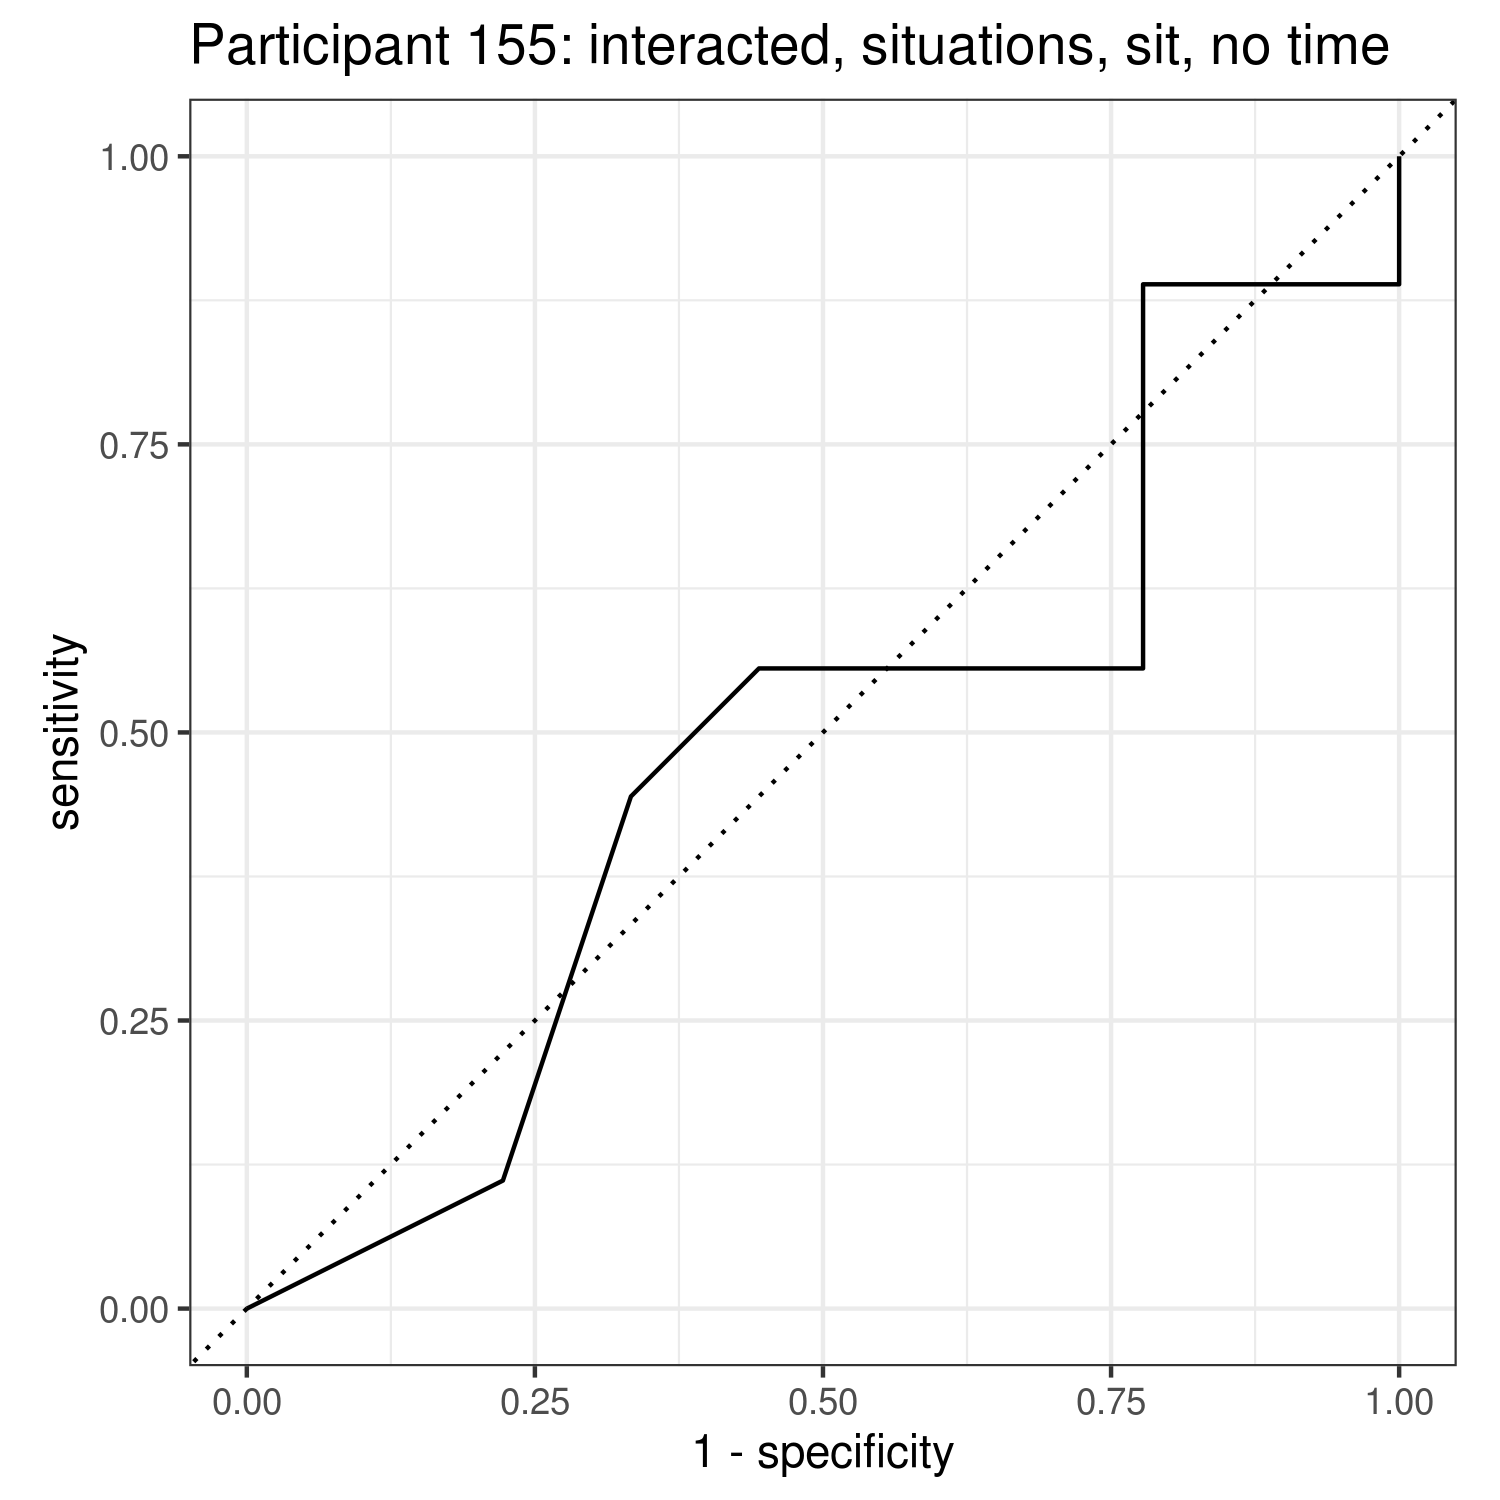 Participant 155: interacted, situations, sit, no time
sensitivity
1.00
0.75
0.50
0.25
0.00
0.00 0.25 0.50 0.75 1.00
1 - specificity